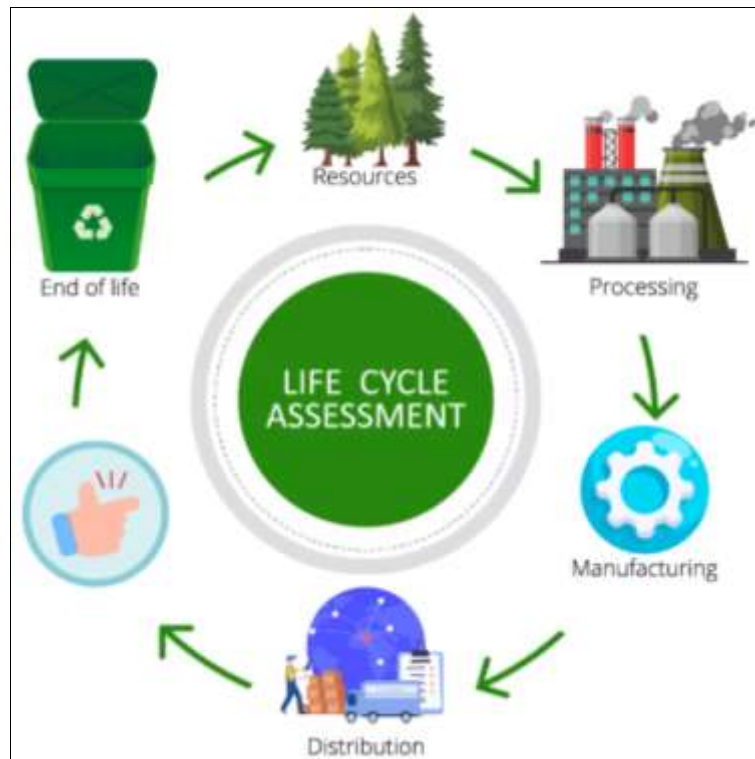 Resources
Processing
Manufacturing
Distribution
End of life
LIFE CYCLE
ASSESSMENT